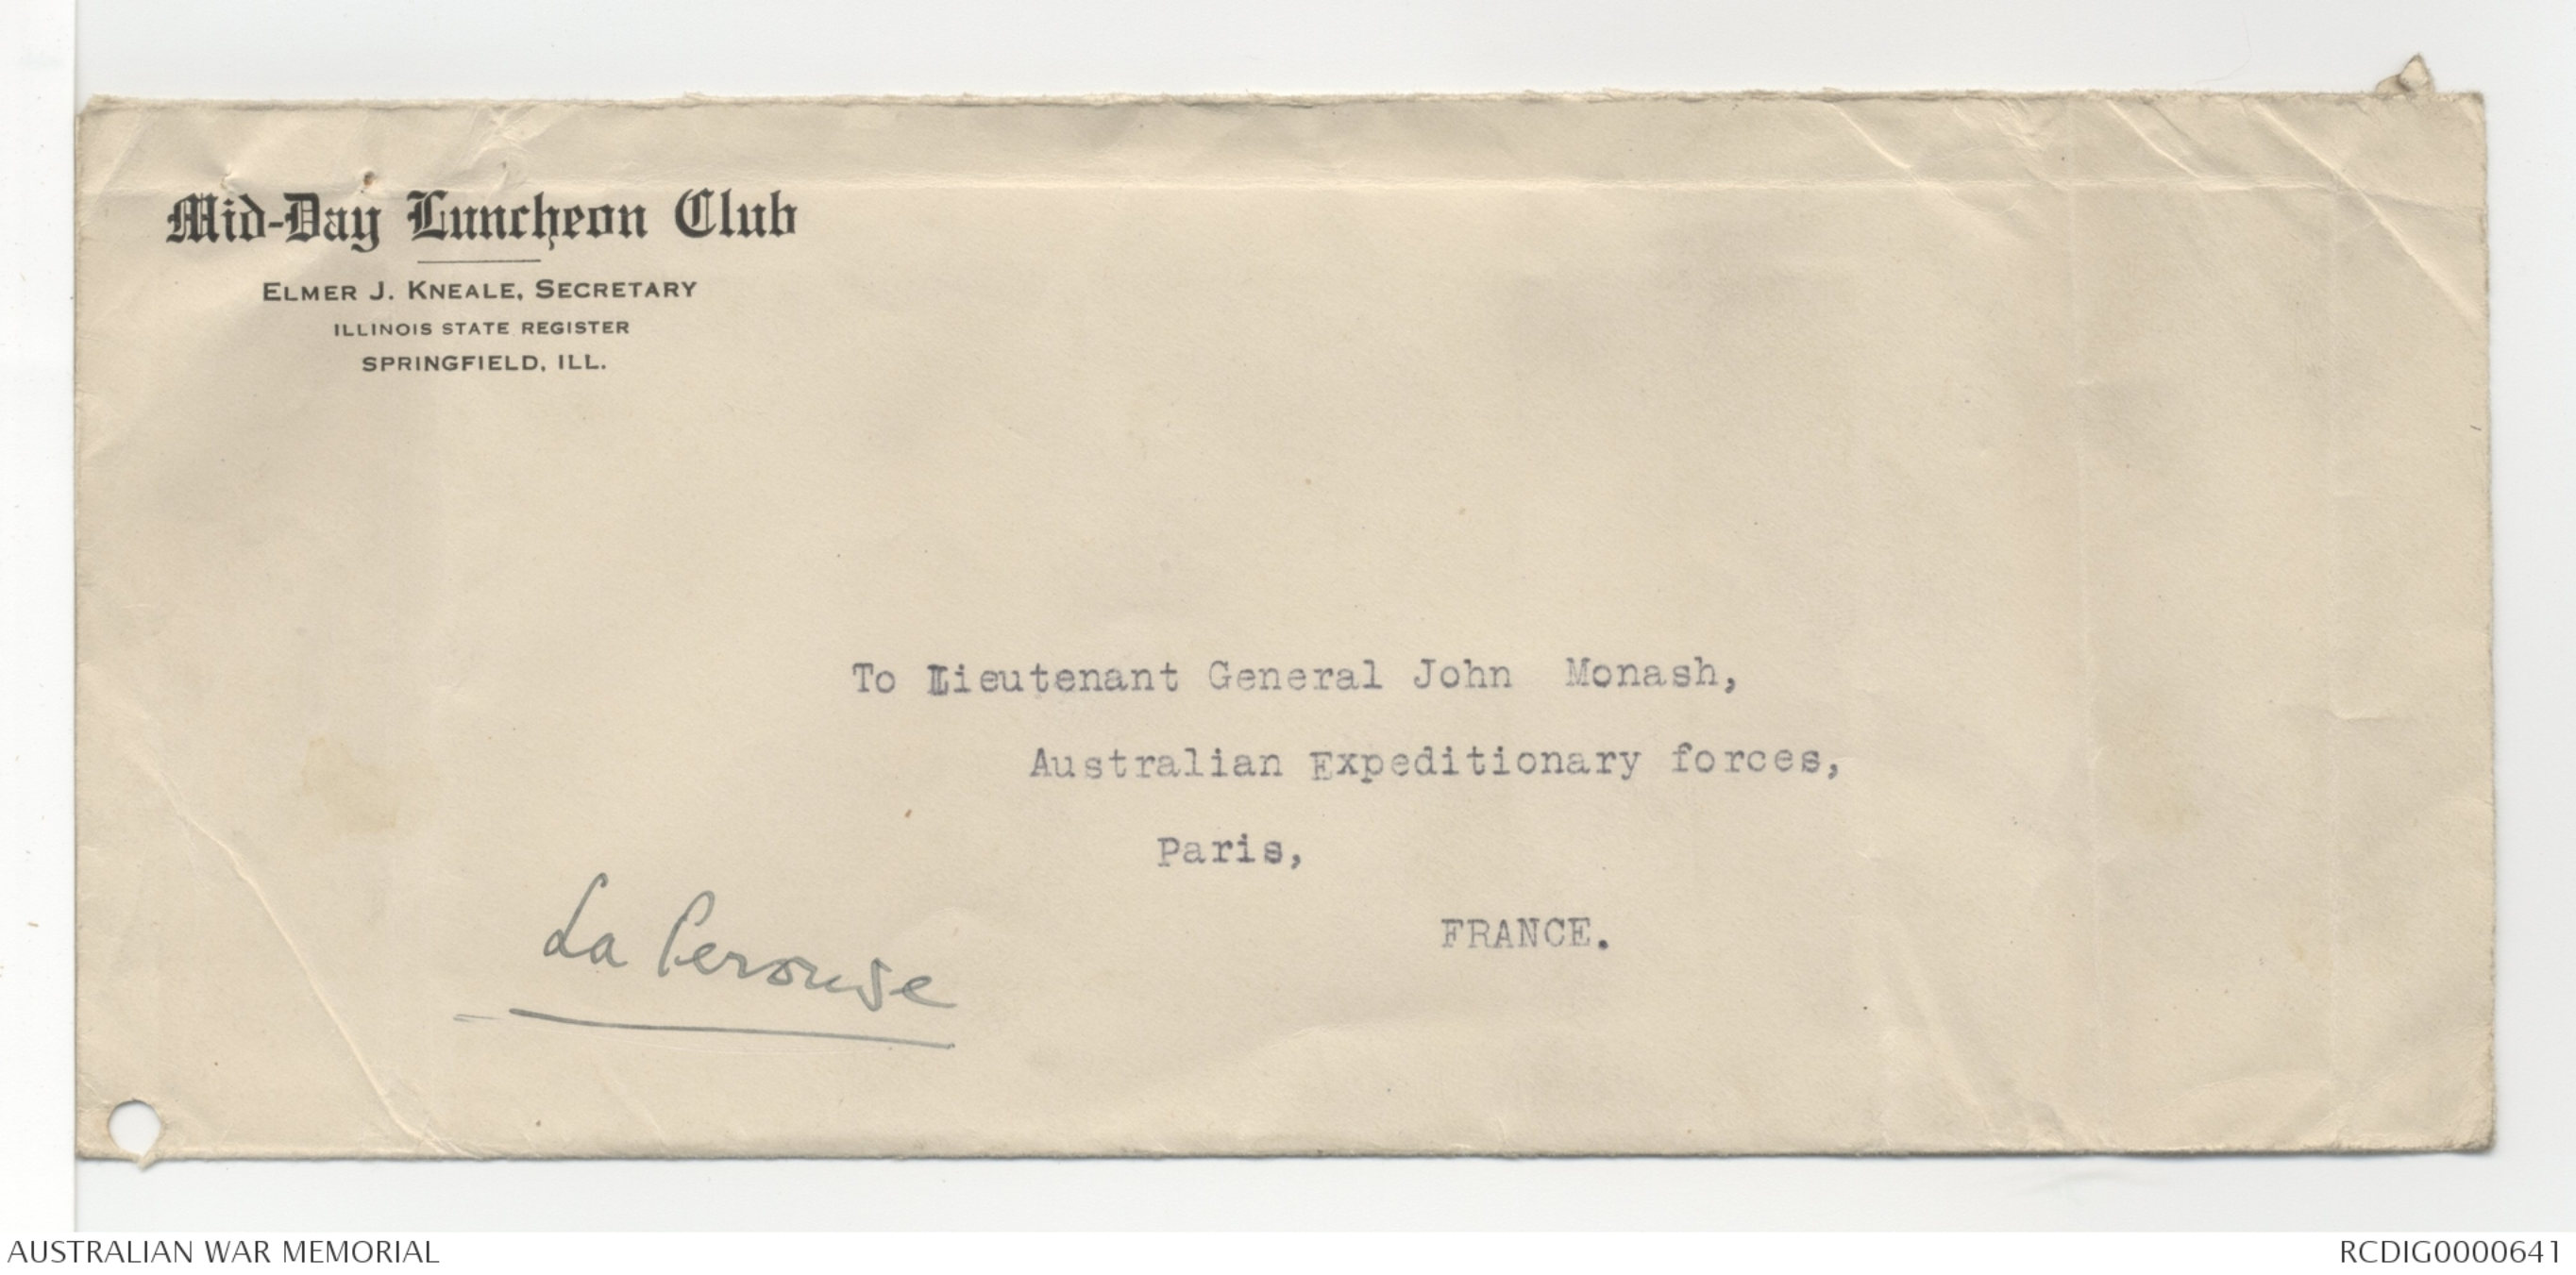 Mid-Day Luncheon Club
ELMER J. KNEALE, SECRETARY
ILLINOIS STATE REGISTER
SPRINGFIELD, ILL.
To Lieutenant General John Monash,
Australian Expeditionary forces,
Paris,
FRANCE.
La Perouse
AUSTRALIAN WAR MEMORIAL
RCDIG0000641